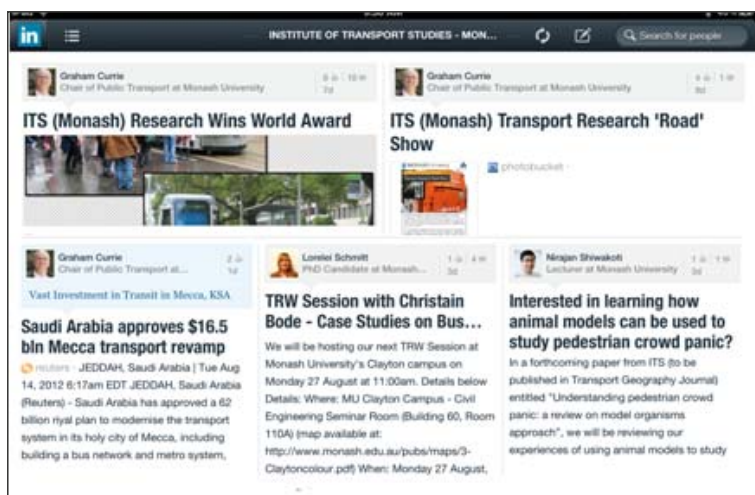 in
INSTITUTE OF TRANSPORT STUDIES - MON...
Search for people
Graham Currie
Chair of Public Transport at Monash University
7d
ITS (Monash) Research Wins World Award
Graham Currie
Chair of Public Transport at Monash University
ITS (Monash) Transport Research 'Road'
Show
photobucket
Graham Currie
Chair of Public Transport at...
2
1d
Vast Investment in Transit in Mecca, KSA
Saudi Arabia approves $16.5
bln Mecca transport revamp
reuters · JEDDAH, Saudi Arabia | Tue Aug
14, 2012 6:17am EDT JEDDAH, Saudi Arabia
(Reuters) - Saudi Arabia has approved a 62
billion riyal plan to modernise the transport
system in its holy city of Mecca, including
building a bus network and metro system,
Lorelei Schmitt
PhD Candidate at Monash...
1 4
3d
TRW Session with Christain
Bode - Case Studies on Bus...
We will be hosting our next TRW Session at
Monash University's Clayton campus on
Monday 27 August at 11:00am. Details below
Details: Where: MU Clayton Campus - Civil
Engineering Seminar Room (Building 60, Room
110A) (map available at:
http://www.monash.edu.au/pubs/maps/3-
Claytoncolour.pdf) When: Monday 27 August,
Nirajan Shiwakoti
Lecturer at Monash University
1 1
3d
Interested in learning how
animal models can be used to
study pedestrian crowd panic?
In a forthcoming paper from ITS (to be
published in Transport Geography Journal)
entitled "Understanding pedestrian crowd
panic: a review on model organisms
approach", we will be reviewing our
experiences of using animal models to study